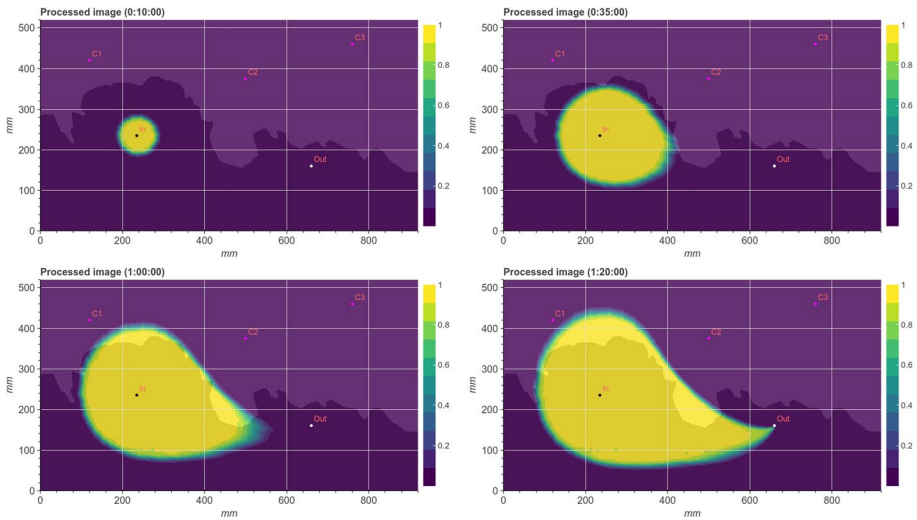 Processed image (0:10:00)
520
400
300
200
100
0
mm
0 200 400 600 800
mm
C1
C2
C3
In
Out
1
0.8
0.6
0.4
0.2
Processed image (0:35:00)
500
400
300
200
100
0
mm
0 200 400 600 800
mm
C1
C2
C3
In
Out
1
0.8
0.6
0.4
0.2
Processed image (1:00:00)
500
400
300
200
100
0
mm
0 200 400 600 800
mm
C1
C2
C3
In
Out
1
0.8
0.6
0.4
0.2
Processed image (1:20:00)
500
400
300
200
100
0
mm
0 200 400 600 800
mm
C1
C2
C3
In
Out
1
0.8
0.6
0.4
0.2